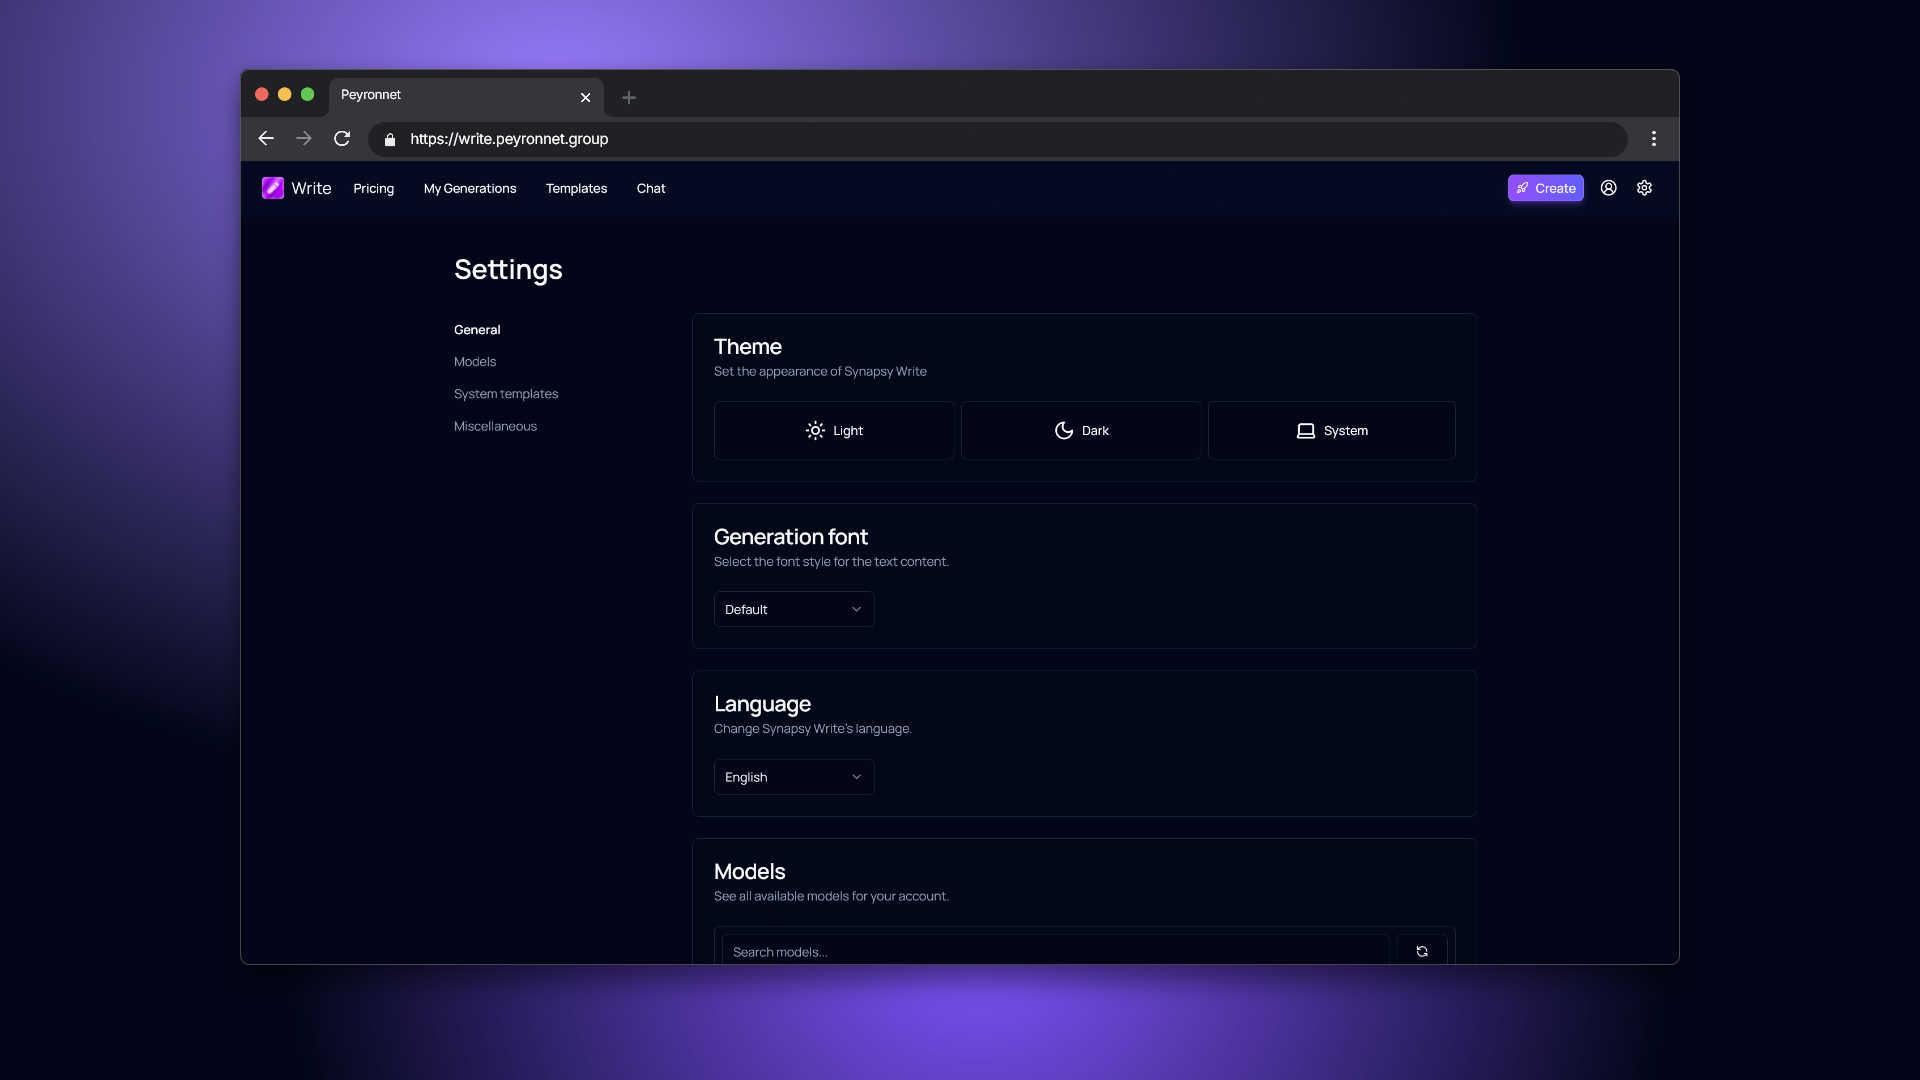 Peyronnet
https://write.peyronnet.group
Write Pricing My Generations Templates Chat Create
Settings
General
Models
System templates
Miscellaneous
Theme
Set the appearance of Synapsy Write
Light Dark System
Generation font
Select the font style for the text content.
Default
Language
Change Synapsy Write's language.
English
Models
See all available models for your account.
Search models...